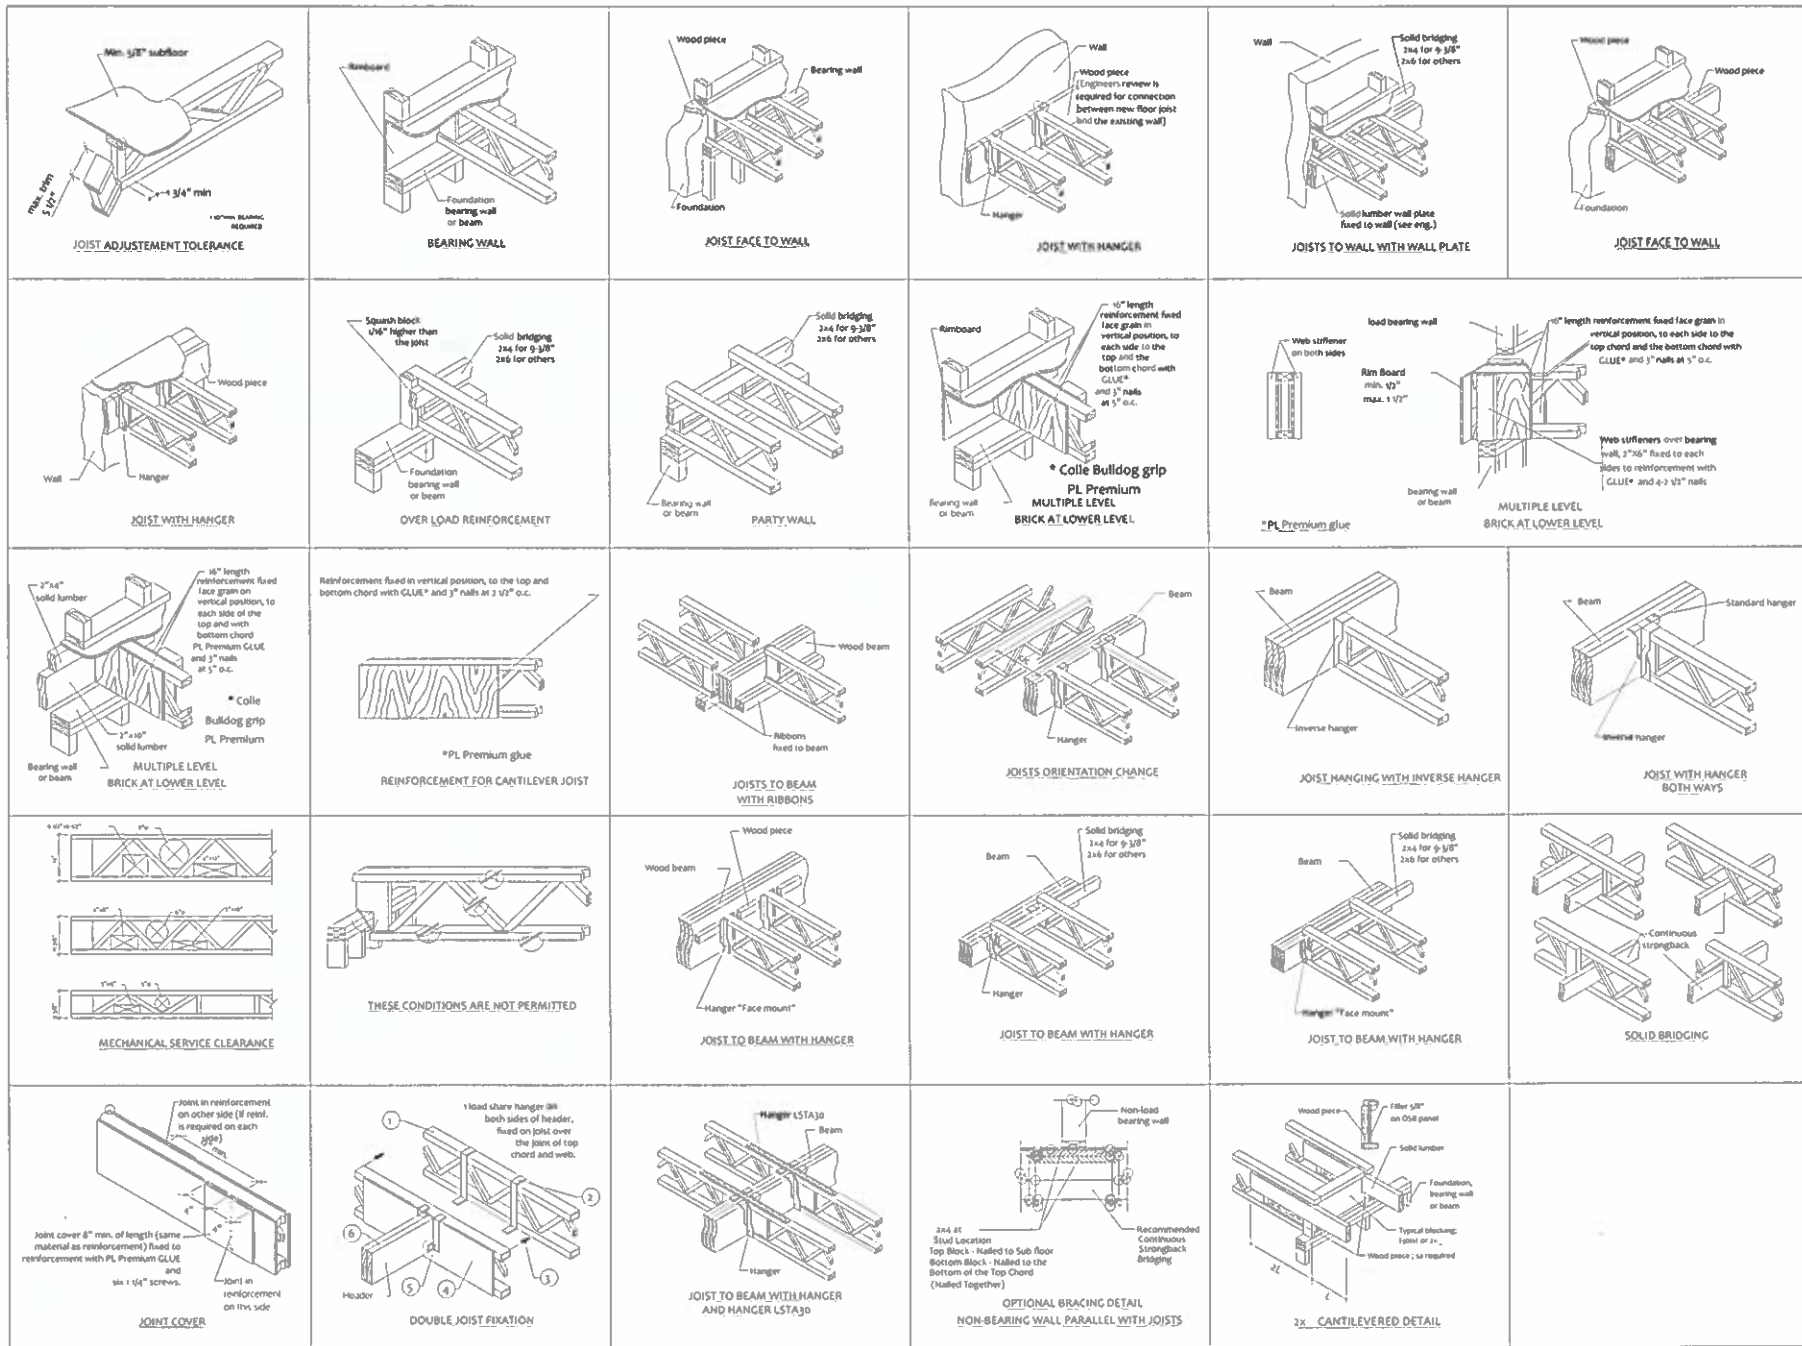 Min. 5/8" subfloor
max. trim
5 1/2"
1 3/4" min
REQUIRED
JOIST ADJUSTEMENT TOLERANCE
Rimboard
Foundation
bearing wall
or beam
BEARING WALL
Wood piece
Bearing wall
Foundation
JOIST FACE TO WALL
Wall
Wood piece
(Engineers review is
required for connection
between new floor joist
and the existing wall)
Hanger
JOIST WITH HANGER
Wall
Solid bridging
2x4 for 9-3/8"
2x6 for others
Solid lumber wall plate
fixed to wall (see eng.)
JOISTS TO WALL WITH WALL PLATE
Wood piece
Wood piece
Foundation
JOIST FACE TO WALL
Wood piece
Wall
Hanger
JOIST WITH HANGER
Squash block
1/16" higher than
the joist
Solid bridging
2x4 for 9-3/8"
2x6 for others
Foundation
bearing wall
or beam
OVER LOAD REINFORCEMENT
Solid bridging
2x4 for 9-3/8"
2x6 for others
Bearing wall
or beam
PARTY WALL
Rimboard
16" length
reinforcement fixed
face grain in
vertical position, to
each side to the
top and the
bottom chord with
GLUE*
and 3" nails
at 5" o.c.
* Colle Bulldog grip
PL Premium
Bearing wall
or beam
MULTIPLE LEVEL
BRICK AT LOWER LEVEL
Web stiffener
on both sides
load bearing wall
16" length reinforcement fixed face grain in
vertical position, to each side to the
top chord and the bottom chord with
GLUE* and 3" nails at 5" o.c.
Rim Board
min. 1/2"
max. 1 1/2"
Web stiffeners over bearing
wall, 2"x6" fixed to each
sides to reinforcement with
GLUE* and 4-2 1/2" nails
bearing wall
or beam
*PL Premium glue
MULTIPLE LEVEL
BRICK AT LOWER LEVEL
2"x4"
solid lumber
16" length
reinforcement fixed
face grain on
vertical position, to
each side of the
top and with
bottom chord
PL Premium GLUE
and 3" nails
at 5" o.c.
* Colle
Bulldog grip
PL Premium
2"x10"
solid lumber
Bearing wall
or beam
MULTIPLE LEVEL
BRICK AT LOWER LEVEL
Reinforcement fixed in vertical position, to the top and
bottom chord with GLUE* and 3" nails at 2 1/2" o.c.
*PL Premium glue
REINFORCEMENT FOR CANTILEVER JOIST
Wood beam
Ribbons
fixed to beam
JOISTS TO BEAM
WITH RIBBONS
Beam
Hanger
JOISTS ORIENTATION CHANGE
Beam
Inverse hanger
JOIST HANGING WITH INVERSE HANGER
Beam
Standard hanger
Inverse hanger
JOIST WITH HANGER
BOTH WAYS
MECHANICAL SERVICE CLEARANCE
THESE CONDITIONS ARE NOT PERMITTED
Wood piece
Wood beam
Hanger "Face mount"
JOIST TO BEAM WITH HANGER
Solid bridging
2x4 for 9-3/8"
2x6 for others
Beam
Hanger
JOIST TO BEAM WITH HANGER
Solid bridging
2x4 for 9-3/8"
2x6 for others
Beam
Hanger "Face mount"
JOIST TO BEAM WITH HANGER
Continuous
strongback
SOLID BRIDGING
Joint in reinforcement
on other side (if reinf.
is required on each
side)
min.
4"
4"
Joint cover 8" min. of length (same
material as reinforcement) fixed to
reinforcement with PL Premium GLUE
and
six 1 1/4" screws.
Joint in
reinforcement
on this side
JOINT COVER
1 load share hanger on
both sides of header,
fixed on joist over
the joint of top
chord and web.
1
2
3
4
5
6
Header
DOUBLE JOIST FIXATION
Hanger LSTA30
Beam
Hanger
JOIST TO BEAM WITH HANGER
AND HANGER LSTA30
Non-load
bearing wall
2x4 at
Stud Location
Top Block - Nailed to Sub floor
Bottom Block - Nailed to the
Bottom of the Top Chord
(Nailed Together)
Recommended
Continuous
Strongback
Bridging
OPTIONAL BRACING DETAIL
NON-BEARING WALL PARALLEL WITH JOISTS
Wood piece
Filler 5/8"
on OSB panel
Solid lumber
Foundation,
bearing wall
or beam
Typical blocking;
Wood piece; as required
2L
L
2X CANTILEVERED DETAIL